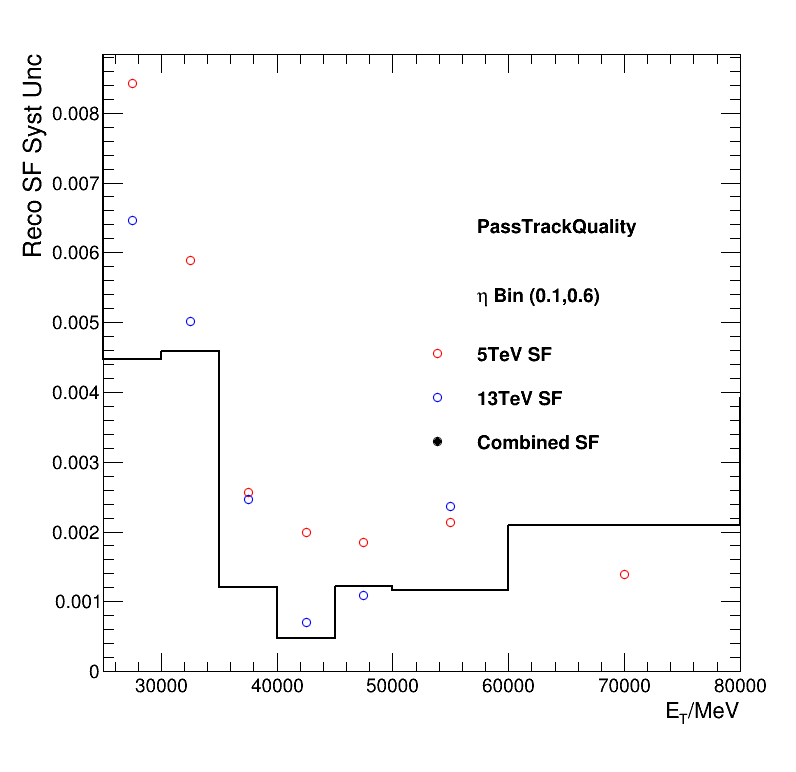 Reco SF Syst Unc
0.008
0.007
0.006
0.005
0.004
0.003
0.002
0.001
0
PassTrackQuality
η Bin (0.1,0.6)
5TeV SF
13TeV SF
Combined SF
30000 40000 50000 60000 70000 80000
E_T/MeV